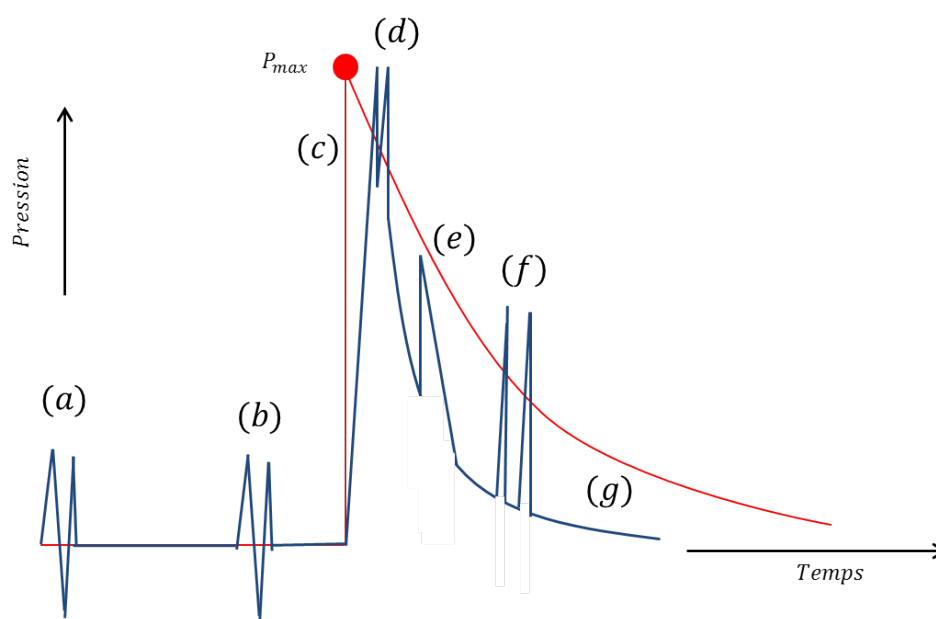 (d)
P_max
(c)
Pression
(e)
(f)
(a)
(b)
(g)
Temps